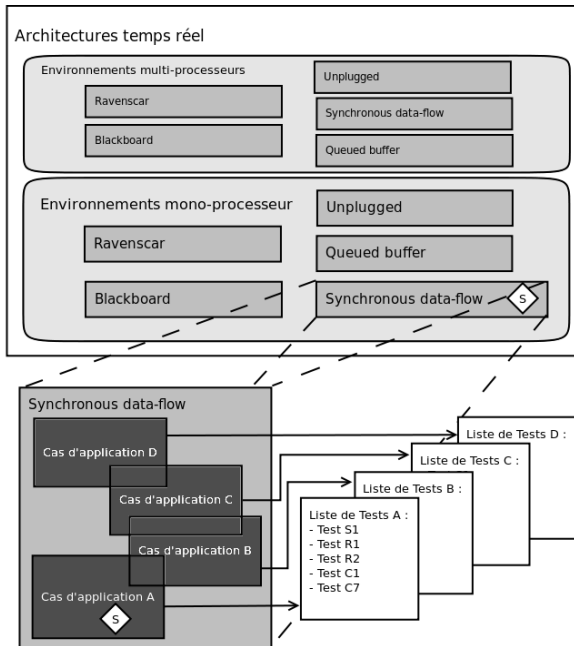 Architectures temps réel
Environnements multi-processeurs
Unplugged
Ravenscar
Synchronous data-flow
Blackboard
Queued buffer
Environnements mono-processeur
Unplugged
Ravenscar
Queued buffer
Blackboard
Synchronous data-flow
S
Synchronous data-flow
Cas d'application D
Cas d'application C
Cas d'application B
Cas d'application A
S
Liste de Tests D :
Liste de Tests C :
Liste de Tests B :
Liste de Tests A :
- Test S1
- Test R1
- Test R2
- Test C1
- Test C7